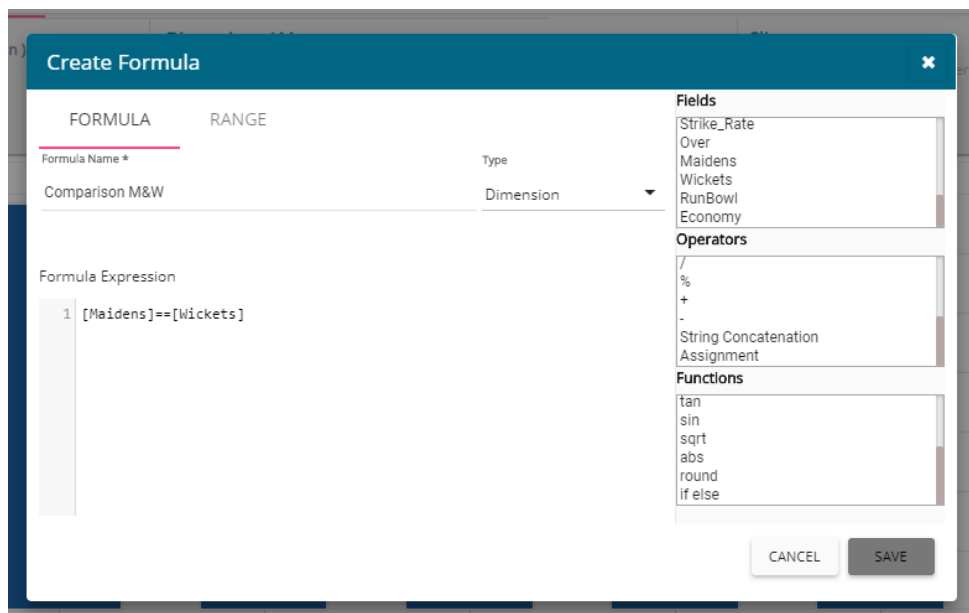 Create Formula
FORMULA RANGE
Formula Name *
Type
Comparison M&W
Dimension
Formula Expression
1 [Maidens]==[Wickets]
Fields
Strike_Rate
Over
Maidens
Wickets
RunBowl
Economy
Operators
/
%
+
-
String Concatenation
Assignment
Functions
tan
sin
sqrt
abs
round
if else
CANCEL SAVE